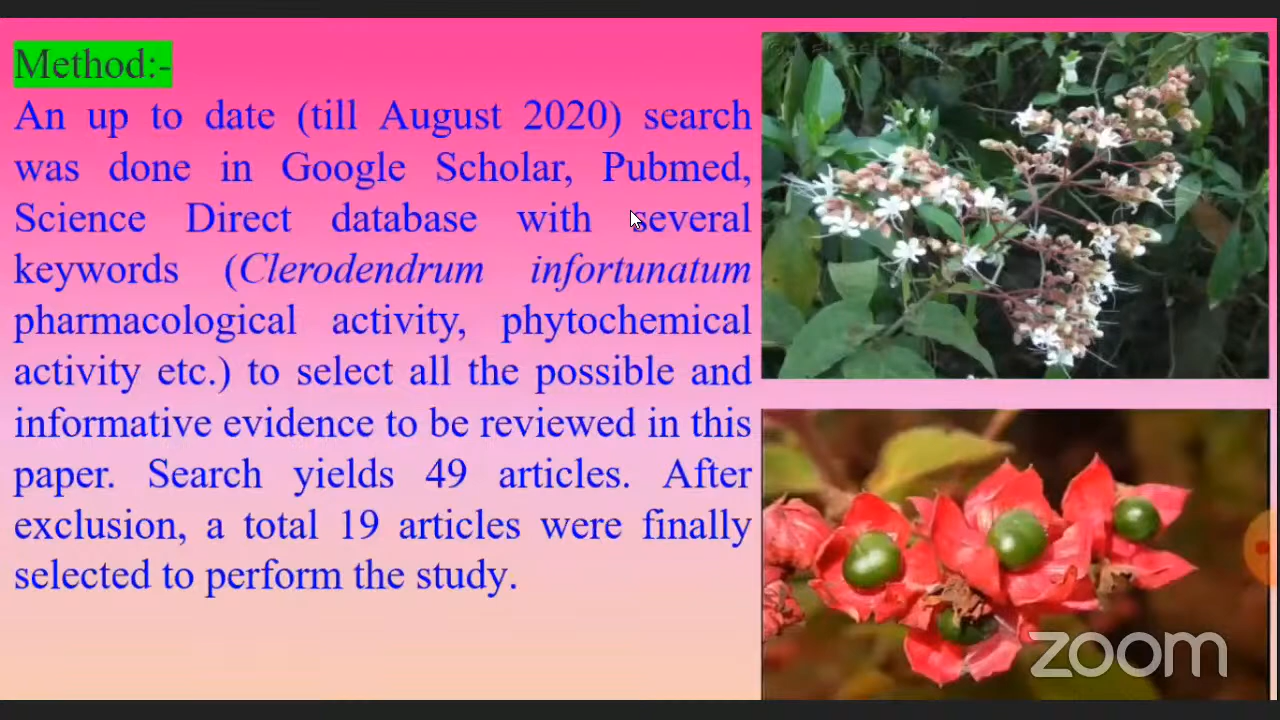 Method:-
An up to date (till August 2020) search
was done in Google Scholar, Pubmed,
Science Direct database with several
keywords (Clerodendrum infortunatum
pharmacological activity, phytochemical
activity etc.) to select all the possible and
informative evidence to be reviewed in this
paper. Search yields 49 articles. After
exclusion, a total 19 articles were finally
selected to perform the study.
zoom